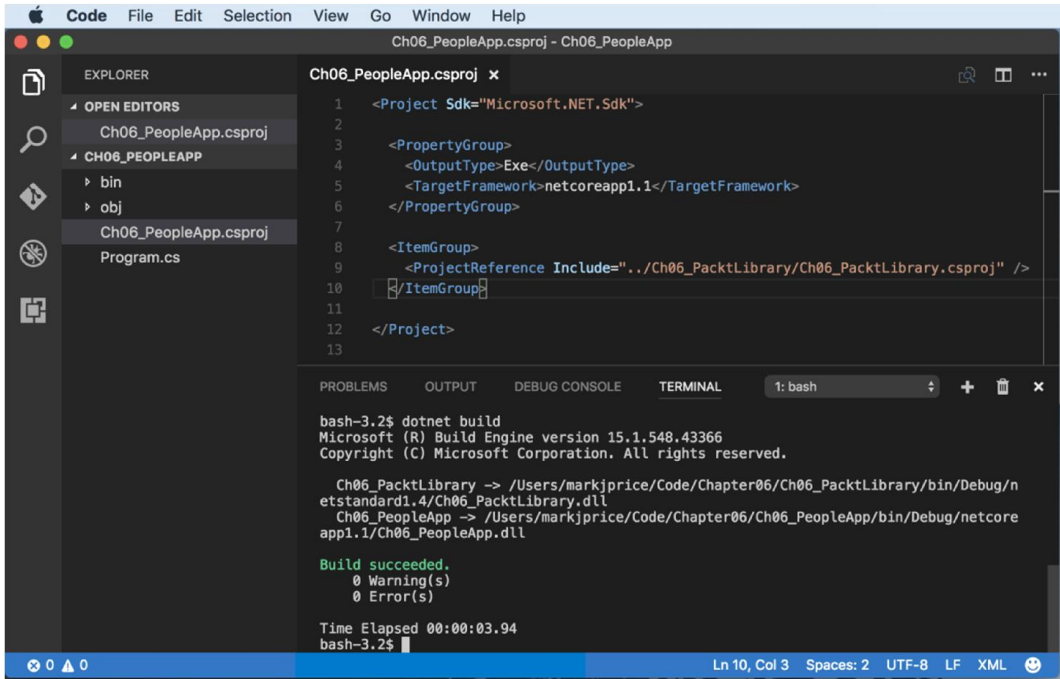 Code File Edit Selection View Go Window Help
Ch06_PeopleApp.csproj - Ch06_PeopleApp
EXPLORER
OPEN EDITORS
Ch06_PeopleApp.csproj
CH06_PEOPLEAPP
bin
obj
Ch06_PeopleApp.csproj
Program.cs
Ch06_PeopleApp.csproj ×
1 <Project Sdk="Microsoft.NET.Sdk">
2
3 <PropertyGroup>
4 <OutputType>Exe</OutputType>
5 <TargetFramework>netcoreapp1.1</TargetFramework>
6 </PropertyGroup>
7
8 <ItemGroup>
9 <ProjectReference Include="../Ch06_PacktLibrary/Ch06_PacktLibrary.csproj" />
10 </ItemGroup>
11
12 </Project>
13
PROBLEMS OUTPUT DEBUG CONSOLE TERMINAL 1: bash
bash-3.2$ dotnet build
Microsoft (R) Build Engine version 15.1.548.43366
Copyright (C) Microsoft Corporation. All rights reserved.
Ch06_PacktLibrary -> /Users/markjprice/Code/Chapter06/Ch06_PacktLibrary/bin/Debug/n
etstandard1.4/Ch06_PacktLibrary.dll
Ch06_PeopleApp -> /Users/markjprice/Code/Chapter06/Ch06_PeopleApp/bin/Debug/netcore
app1.1/Ch06_PeopleApp.dll
Build succeeded.
0 Warning(s)
0 Error(s)
Time Elapsed 00:00:03.94
bash-3.2$
0 0 Ln 10, Col 3 Spaces: 2 UTF-8 LF XML